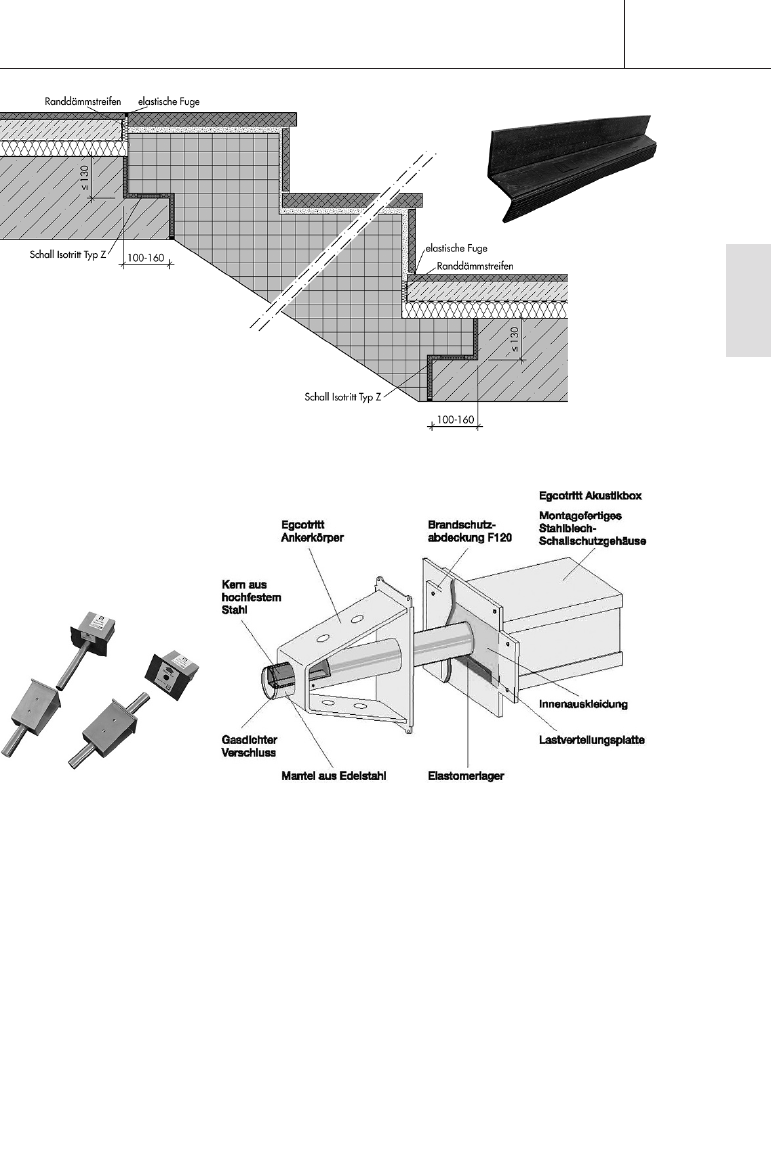 Randdämmstreifen
elastische Fuge
≤ 130
Schall Isotritt Typ Z
100-160
elastische Fuge
Randdämmstreifen
≤ 130
Schall Isotritt Typ Z
100-160
Egcotritt Akustikbox
Montagefertiges
Stahlblech-
Schallschutzgehäuse
Egcotritt
Ankerkörper
Brandschutz-
abdeckung F120
Kern aus
hochfestem
Stahl
Innenauskleidung
Gasdichter
Verschluss
Lastverteilungsplatte
Mantel aus Edelstahl
Elastomerlager